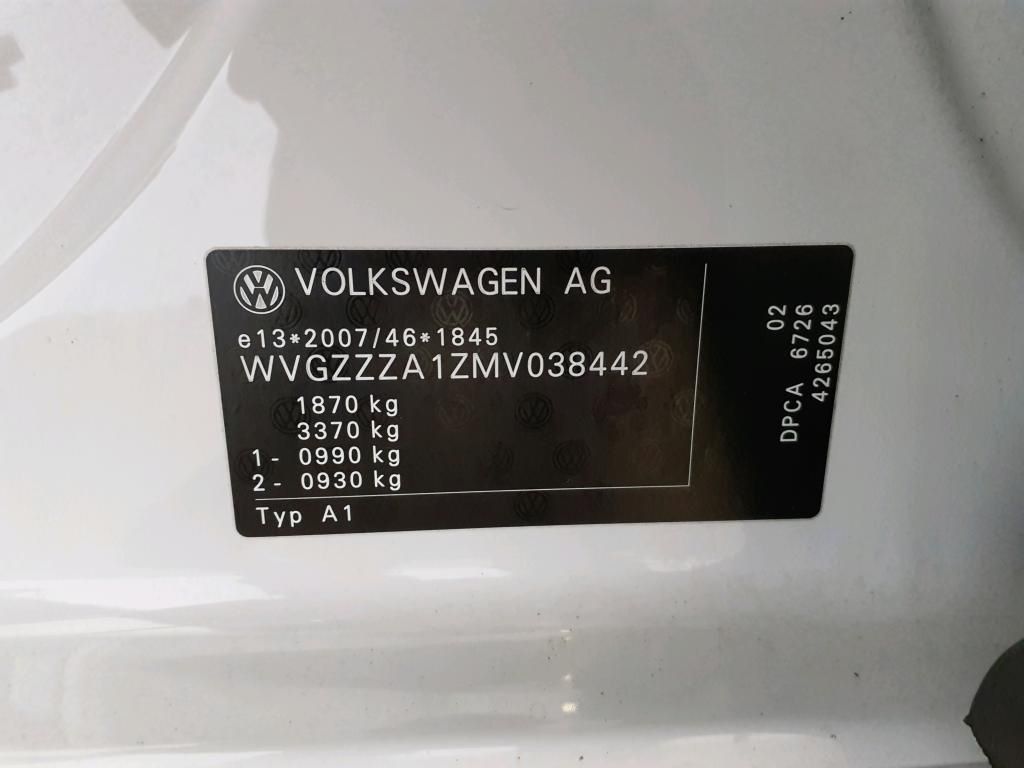 VOLKSWAGEN AG
e13*2007/46*1845
WVGZZZA1ZMV038442
1870 kg
3370 kg
1- 0990 kg
2- 0930 kg
Typ A1
DPCA 6726 02
4265043